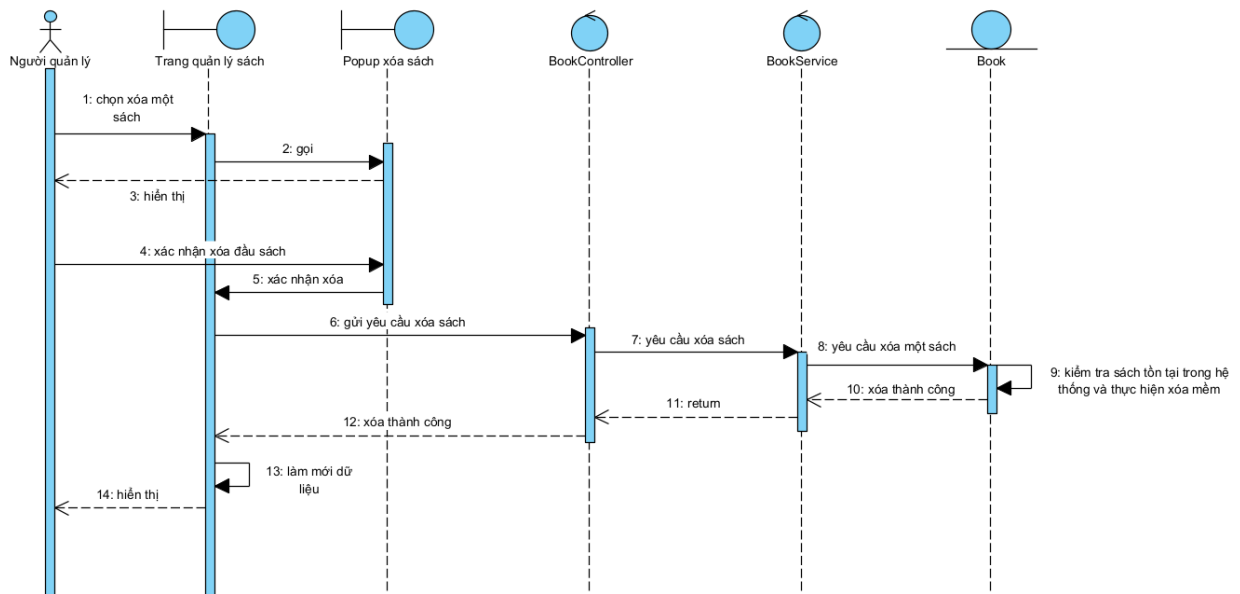 Người quản lý
Trang quản lý sách
Popup xóa sách
BookController
BookService
Book
1: chọn xóa một
sách
2: gọi
3: hiển thị
4: xác nhận xóa đầu sách
5: xác nhận xóa
6: gửi yêu cầu xóa sách
7: yêu cầu xóa sách
8: yêu cầu xóa một sách
9: kiểm tra sách tồn tại trong hệ
thống và thực hiện xóa mềm
10: xóa thành công
11: return
12: xóa thành công
13: làm mới dữ
liệu
14: hiển thị